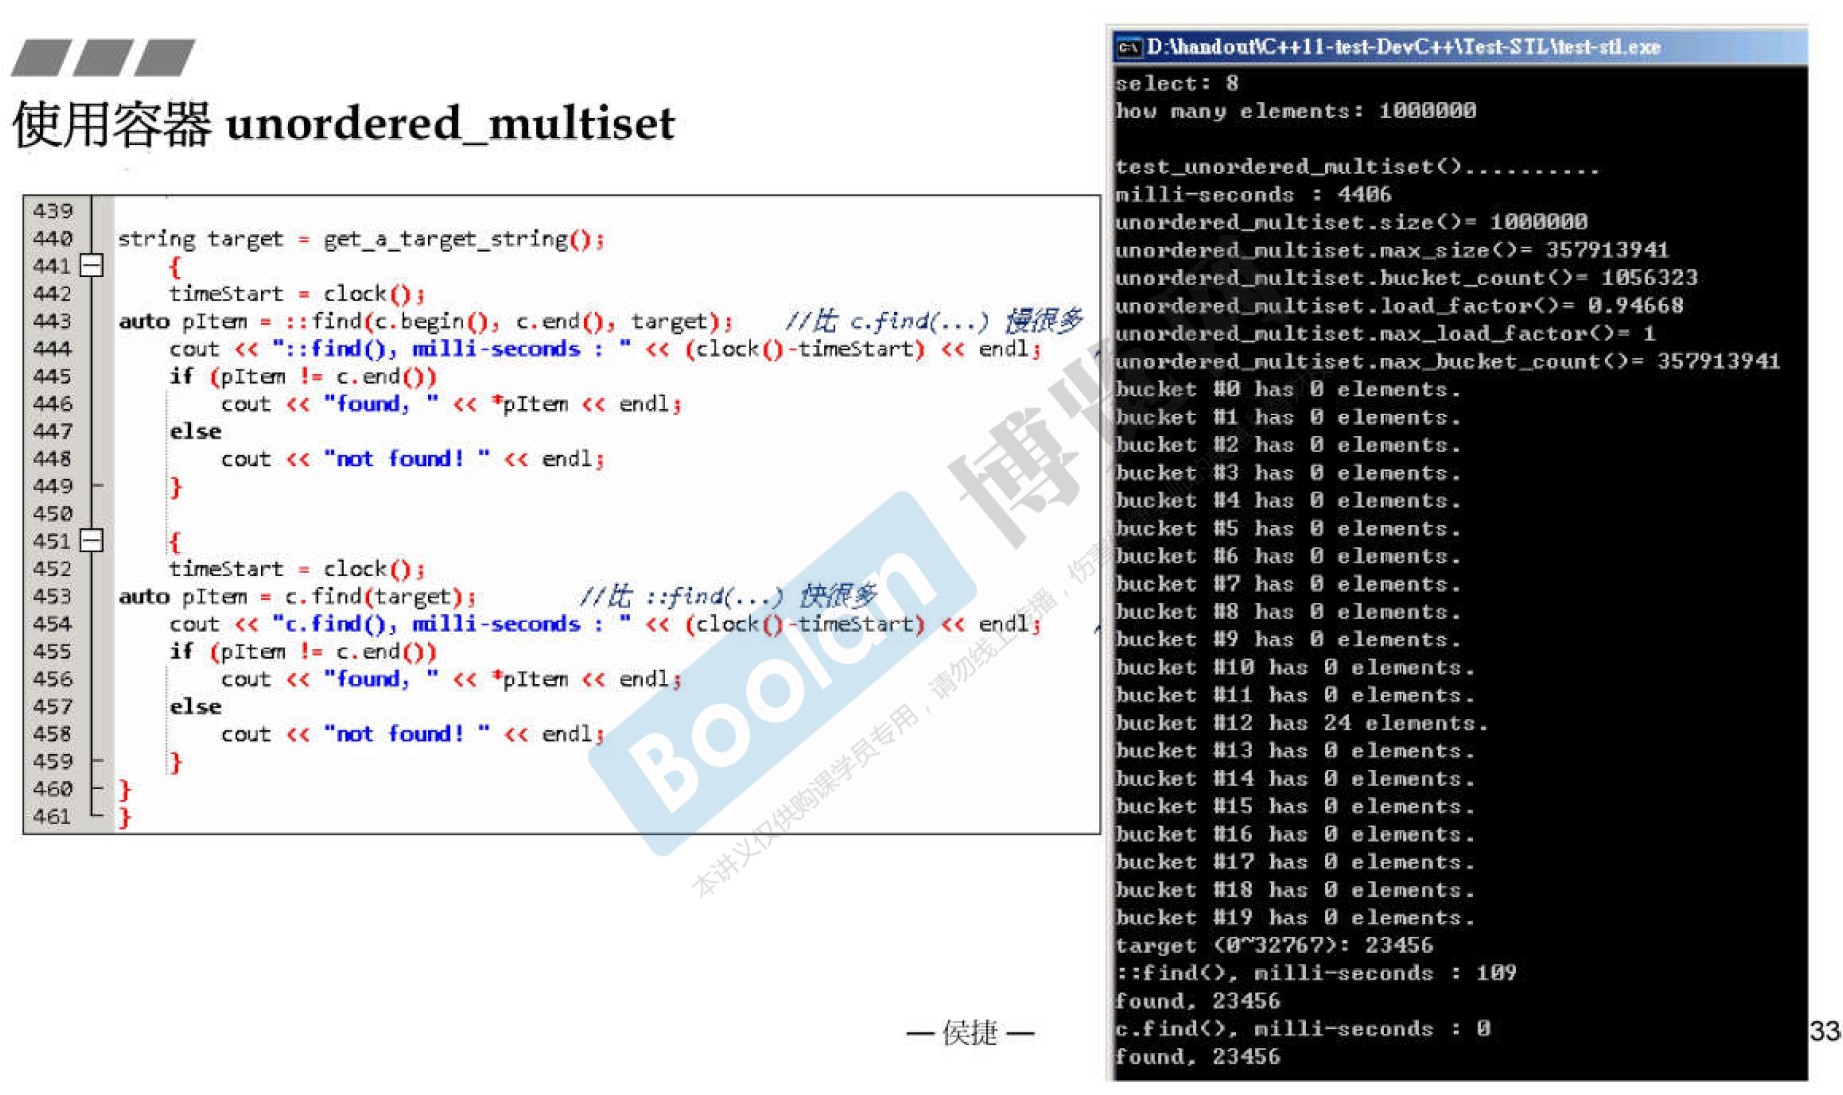 使用容器 unordered_multiset
439
440 string target = get_a_target_string();
441 {
442 timeStart = clock();
443 auto pItem = ::find(c.begin(), c.end(), target); //比 c.find(...) 慢很多
444 cout << "::find(), milli-seconds : " << (clock()-timeStart) << endl;
445 if (pItem != c.end())
446 cout << "found, " << *pItem << endl;
447 else
448 cout << "not found! " << endl;
449 }
450
451 {
452 timeStart = clock();
453 auto pItem = c.find(target); //比 ::find(...) 快很多
454 cout << "c.find(), milli-seconds : " << (clock()-timeStart) << endl;
455 if (pItem != c.end())
456 cout << "found, " << *pItem << endl;
457 else
458 cout << "not found! " << endl;
459 }
460 }
461 }
D:\handout\C++11-test-DevC++\Test-STL\test-stl.exe
select: 8
how many elements: 1000000
test_unordered_multiset()..........
milli-seconds : 4406
unordered_multiset.size()= 1000000
unordered_multiset.max_size()= 357913941
unordered_multiset.bucket_count()= 1056323
unordered_multiset.load_factor()= 0.94668
unordered_multiset.max_load_factor()= 1
unordered_multiset.max_bucket_count()= 357913941
bucket #0 has 0 elements.
bucket #1 has 0 elements.
bucket #2 has 0 elements.
bucket #3 has 0 elements.
bucket #4 has 0 elements.
bucket #5 has 0 elements.
bucket #6 has 0 elements.
bucket #7 has 0 elements.
bucket #8 has 0 elements.
bucket #9 has 0 elements.
bucket #10 has 0 elements.
bucket #11 has 0 elements.
bucket #12 has 24 elements.
bucket #13 has 0 elements.
bucket #14 has 0 elements.
bucket #15 has 0 elements.
bucket #16 has 0 elements.
bucket #17 has 0 elements.
bucket #18 has 0 elements.
bucket #19 has 0 elements.
target (0~32767): 23456
::find(), milli-seconds : 109
found, 23456
c.find(), milli-seconds : 0
found, 23456
Boolan 博
本讲义仅供购课学员专用，请勿线上传播，伤害
— 侯捷 —
33